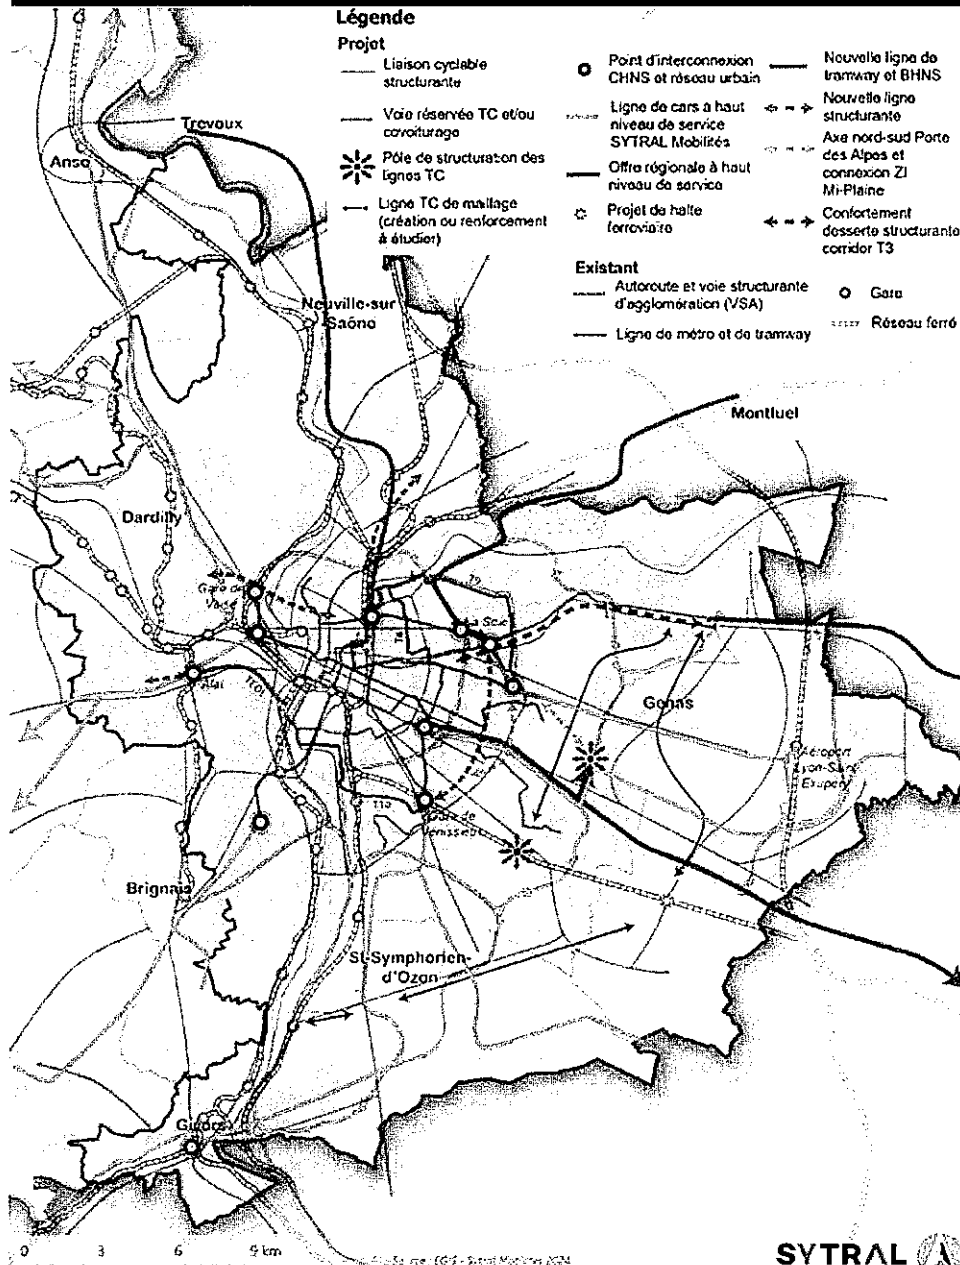 Légende
Projet
Liaison cyclable
structurante
Voie réservée TC et/ou
covoiturage
Pôle de structuration des
lignes TC
Ligne TC de maillage
(création ou renforcement
à étudier)
Point d'interconnexion
CHNS et réseau urbain
Ligne de cars à haut
niveau de service
SYTRAL Mobilités
Offre régionale à haut
niveau de service
Projet de halte
ferroviaire
Nouvelle ligne de
tramway et BHNS
Nouvelle ligne
structurante
Axe nord-sud Porte
des Alpes et
connexion ZI
Mi-Plaine
Confortement
desserte structurante
corridor T3
Existant
Autoroute et voie structurante
d'agglomération (VSA)
Ligne de métro et de tramway
Gare
Réseau ferré
Trevoux
Anse
Neuville-sur
Saône
Montluel
Dardilly
Gare de
Vaise
T9
La Soie
Alaï
Genas
Aéroport
Lyon-Saint
Exupéry
T10
Gare de
Vénissieux
Brignais
St-Symphorien-
d'Ozon
Givors
0 3 6 9 km
SYTRAL